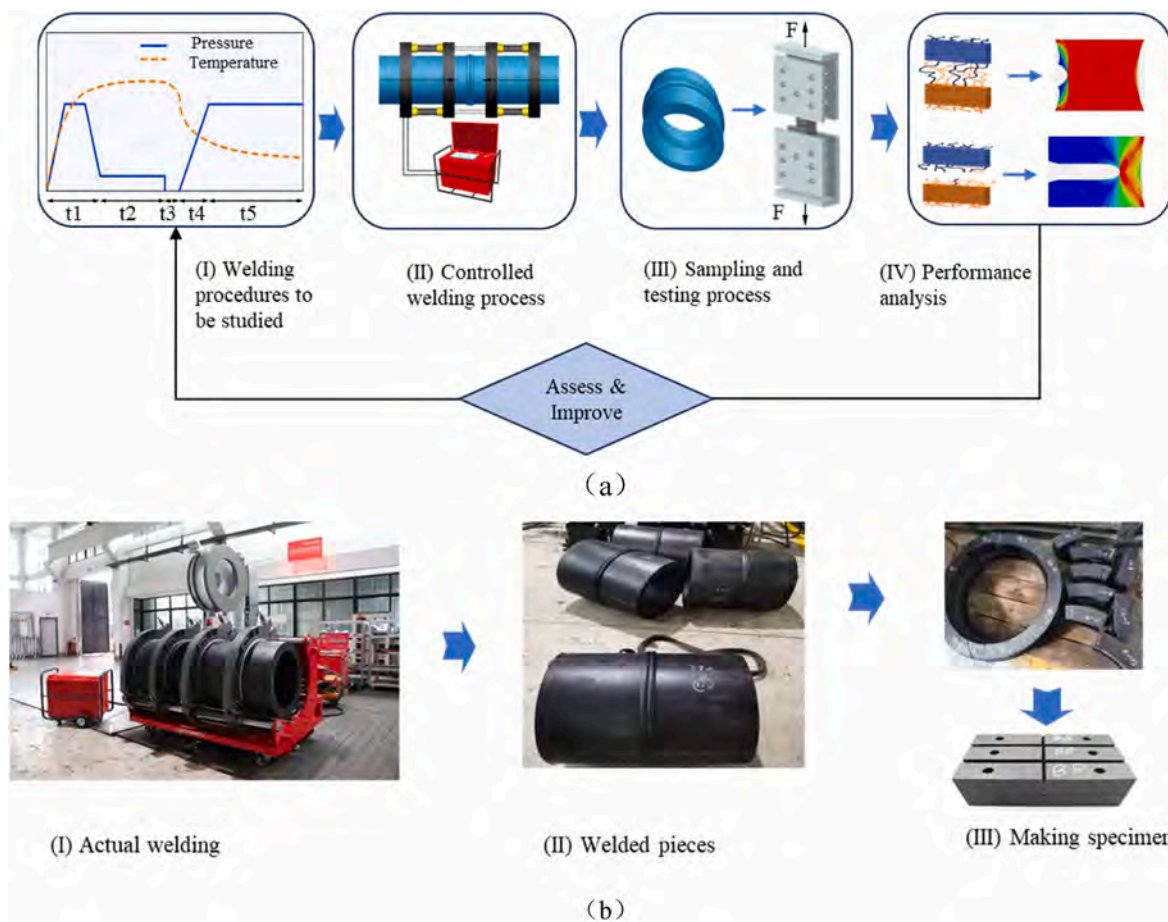 Pressure
Temperature
t1 t2 t3 t4 t5
F
F
(I) Welding
procedures to
be studied
(II) Controlled
welding process
(III) Sampling and
testing process
(IV) Performance
analysis
Assess &
Improve
(a)
(I) Actual welding
(II) Welded pieces
(III) Making specimen
(b)